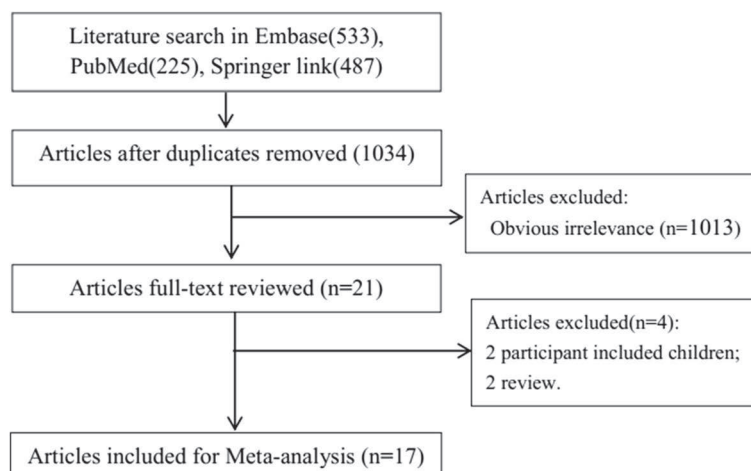 Literature search in Embase(533),
PubMed(225), Springer link(487)
Articles after duplicates removed (1034)
Articles excluded:
Obvious irrelevance (n=1013)
Articles full-text reviewed (n=21)
Articles excluded(n=4):
2 participant included children;
2 review.
Articles included for Meta-analysis (n=17)